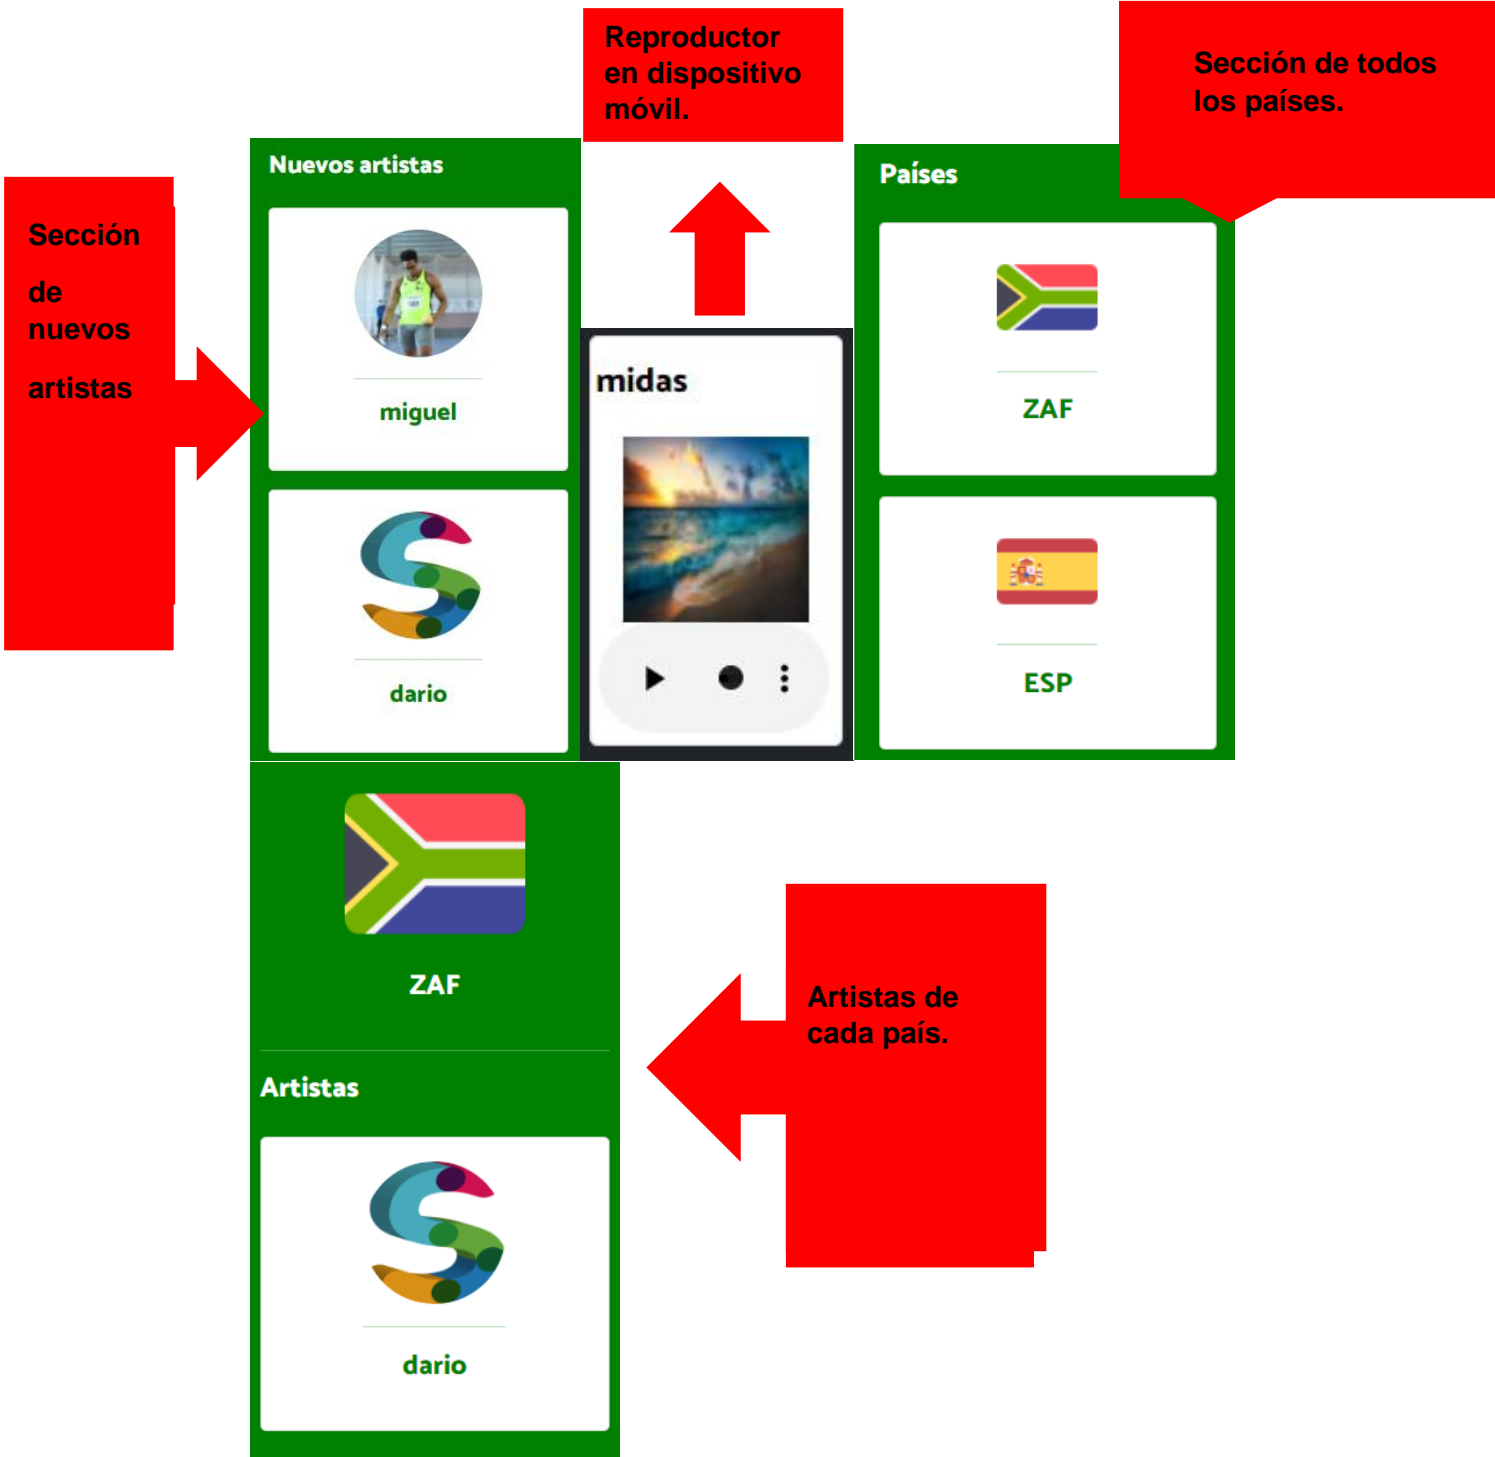 Reproductor
en dispositivo
móvil.
Sección de todos
los países.
Sección
de
nuevos
artistas
Nuevos artistas
miguel
dario
midas
Países
ZAF
ESP
ZAF
Artistas
dario
Artistas de
cada país.